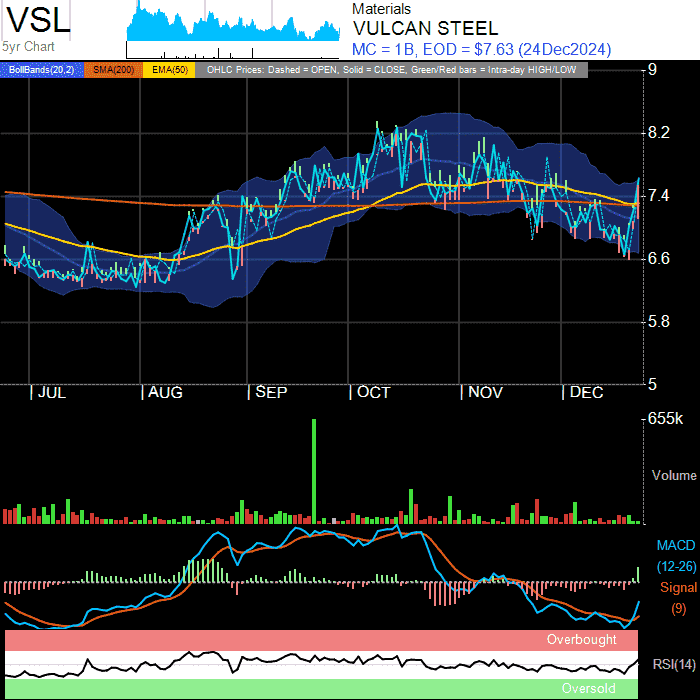 VSL
5yr Chart
Materials
VULCAN STEEL
MC = 1B, EOD = $7.63 (24Dec2024)
BollBands(20,2) SMA(200) EMA(50) OHLC Prices: Dashed = OPEN, Solid = CLOSE, Green/Red bars = Intra-day HIGH/LOW
9
8.2
7.4
6.6
5.8
5
JUL AUG SEP OCT NOV DEC
655k
Volume
MACD
(12-26)
Signal
(9)
Overbought
RSI(14)
Oversold